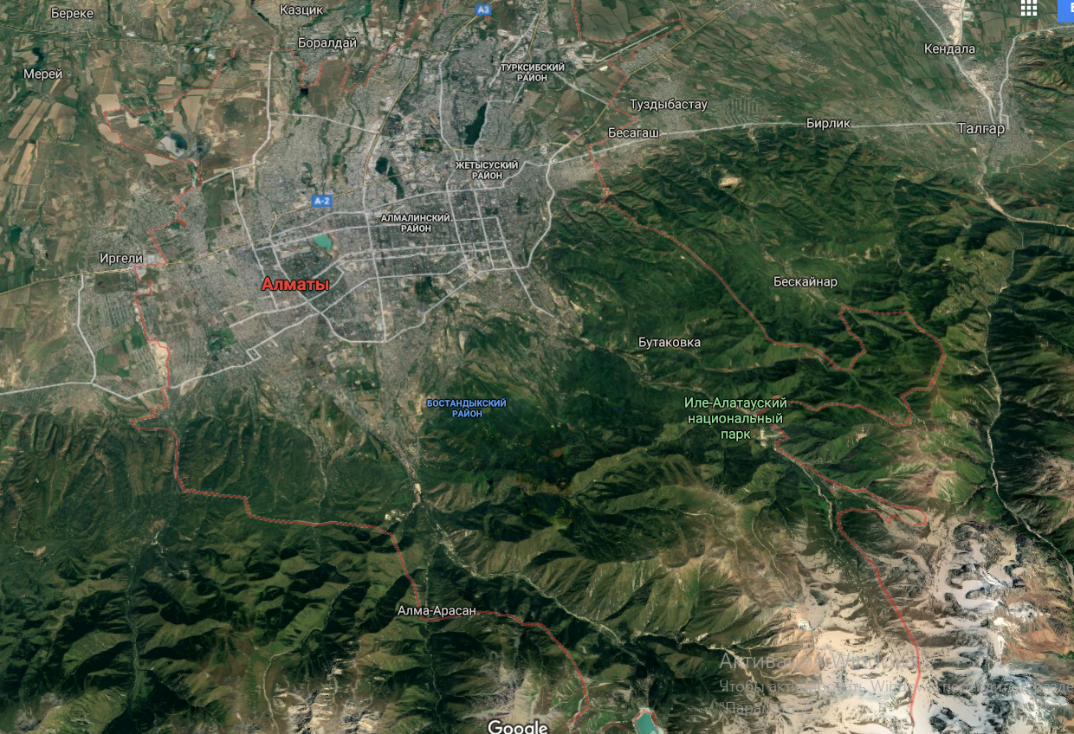 Береке
Казцик
А3
Боралдай
Кендала
Мерей
ТУРКСИБСКИЙ
РАЙОН
Туздыбастау
Бирлик
Талгар
Бесагаш
ЖЕТЫСУСКИЙ
РАЙОН
А-2
АЛМАЛИНСКИЙ
РАЙОН
Иргели
Алматы
Бескайнар
Бутаковка
БОСТАНДЫКСКИЙ
РАЙОН
Иле-Алатауский
национальный
парк
Алма-Арасан
Google